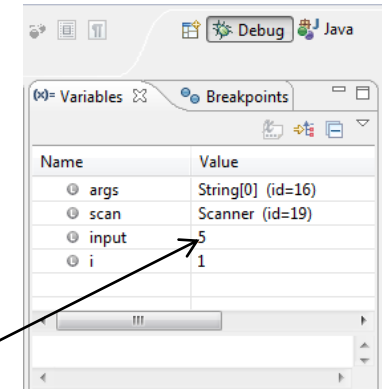 Debug Java
(x)= Variables Breakpoints
Name Value
args String[0] (id=16)
scan Scanner (id=19)
input 5
i 1